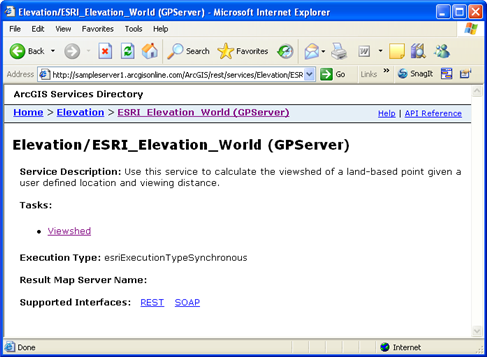 Elevation/ESRI_Elevation_World (GPServer) - Microsoft Internet Explorer
File Edit View Favorites Tools Help
Back Search Favorites
Address http://sampleserver1.arcgisonline.com/ArcGIS/rest/services/Elevation/ESR Go Links » SnagIt
ArcGIS Services Directory
Home > Elevation > ESRI_Elevation_World (GPServer) Help | API Reference
Elevation/ESRI_Elevation_World (GPServer)
Service Description: Use this service to calculate the viewshed of a land-based point given a
user defined location and viewing distance.
Tasks:
• Viewshed
Execution Type: esriExecutionTypeSynchronous
Result Map Server Name:
Supported Interfaces: REST SOAP
Done Internet